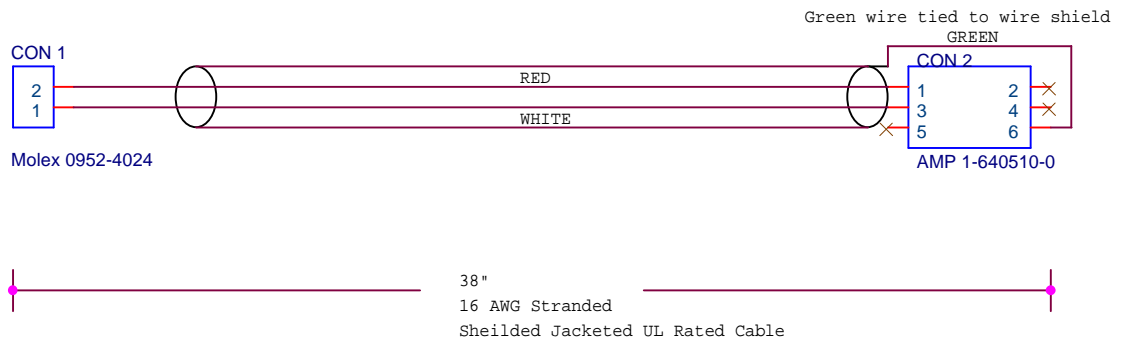 Green wire tied to wire shield
GREEN
CON 1
CON 2
RED
2
1
1
2
3
4
5
6
WHITE
Molex 0952-4024
AMP 1-640510-0
38"
16 AWG Stranded
Sheilded Jacketed UL Rated Cable